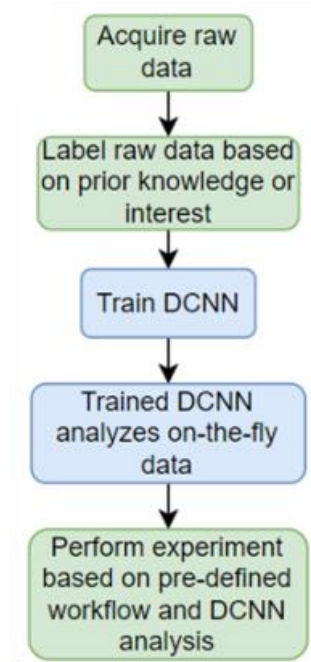 Acquire raw
data
Label raw data based
on prior knowledge or
interest
Train DCNN
Trained DCNN
analyzes on-the-fly
data
Perform experiment
based on pre-defined
workflow and DCNN
analysis